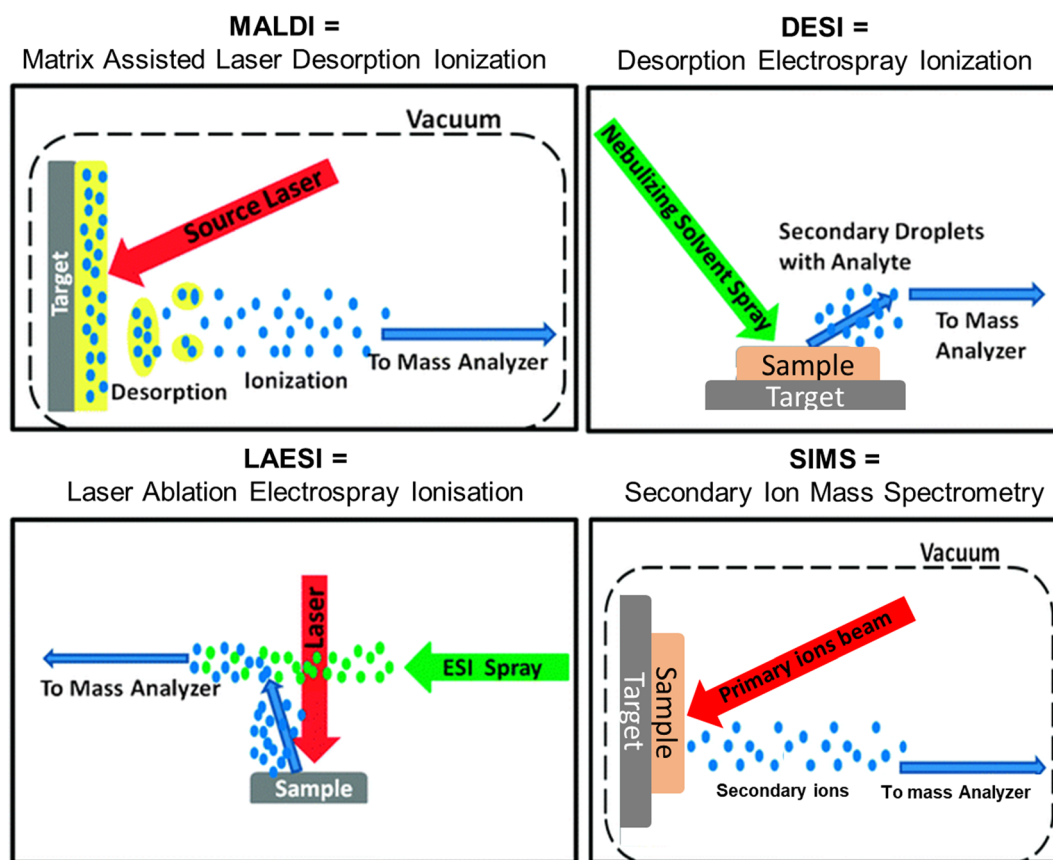 MALDI =
Matrix Assisted Laser Desorption Ionization
Vacuum
Source Laser
Target
Desorption
Ionization
To Mass Analyzer
DESI =
Desorption Electrospray Ionization
Nebulizing Solvent Spray
Secondary Droplets
with Analyte
To Mass
Analyzer
Sample
Target
LAESI =
Laser Ablation Electrospray Ionisation
Laser
ESI Spray
To Mass Analyzer
Sample
SIMS =
Secondary Ion Mass Spectrometry
Vacuum
Primary ions beam
Target
Sample
Secondary ions
To mass Analyzer